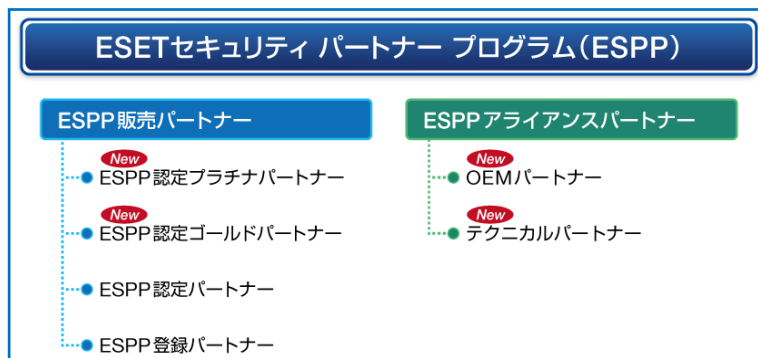 ESETセキュリティ パートナー プログラム（ESPP）
ESPP販売パートナー
New
ESPP認定プラチナパートナー
New
ESPP認定ゴールドパートナー
ESPP認定パートナー
ESPP登録パートナー
ESPPアライアンスパートナー
New
OEMパートナー
New
テクニカルパートナー